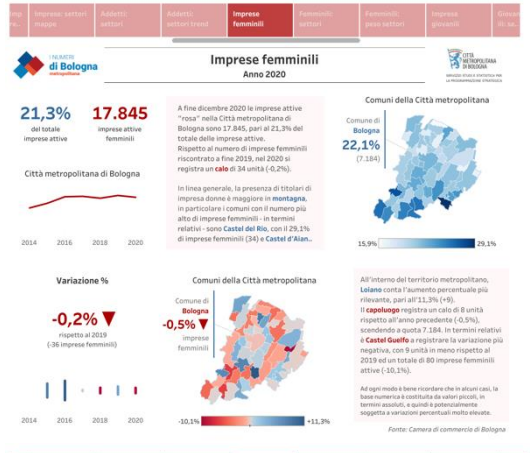 Imprese: settori
mappe
Addetti:
settori
Addetti:
settori trend
Imprese
femminili
Femminili:
settori
Femminili:
peso settori
Imprese
giovanili
I NUMERI
di Bologna
metropolitana
Imprese femminili
Anno 2020
CITTÀ
METROPOLITANA
DI BOLOGNA
21,3%
del totale
imprese attive
17.845
imprese attive
femminili
A fine dicembre 2020 le imprese attive
"rosa" nella Città metropolitana di
Bologna sono 17.845, pari al 21,3% del
totale delle imprese attive.
Rispetto al numero di imprese femminili
riscontrato a fine 2019, nel 2020 si
registra un calo di 34 unità (-0,2%).
In linea generale, la presenza di titolari di
impresa donne è maggiore in montagna,
in particolare i comuni con il numero più
alto di imprese femminili - in termini
relativi - sono Castel del Rio, con il 29,1%
di imprese femminili (34) e Castel d'Aian..
Comuni della Città metropolitana
Comune di
Bologna
22,1%
(7.184)
15,9%
29,1%
Città metropolitana di Bologna
2014 2016 2018 2020
Variazione %
-0,2% ▼
rispetto al 2019
(-36 imprese femminili)
2014 2016 2018 2020
Comuni della Città metropolitana
Comune di
Bologna
-0,5% ▼
imprese
femminili
-10,1%
+11,3%
All'interno del territorio metropolitano,
Loiano conta l'aumento percentuale più
rilevante, pari all'11,3% (+9).
Il capoluogo registra un calo di 8 unità
rispetto all'anno precedente (-0,5%),
scendendo a quota 7.184. In termini relativi
è Castel Guelfo a registrare la variazione più
negativa, con 9 unità in meno rispetto al
2019 ed un totale di 80 imprese femminili
attive (-10,1%).
Ad ogni modo è bene ricordare che in alcuni casi, la
base numerica è costituita da valori piccoli, in
termini assoluti, e quindi è potenzialmente
soggetta a variazioni percentuali molto elevate.
Fonte: Camera di commercio di Bologna